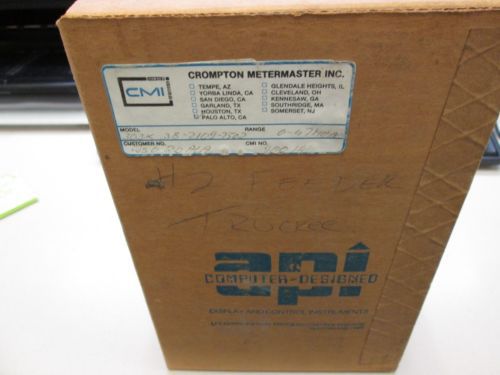 CMI
CROMPTON METERMASTER INC.
TEMPE, AZ
YORBA LINDA, CA
SAN DIEGO, CA
GARLAND, TX
HOUSTON, TX
PALO ALTO, CA
GLENDALE HEIGHTS, IL
CLEVELAND, OH
KENNESAW, GA
SOUTHRIDGE, MA
SOMERSET, NJ
MODEL
RANGE
CUSTOMER NO.
CMI NO.
#2 FEEDER
TRUCKEE
api
COMPUTER-DESIGNED
DISPLAY AND CONTROL INSTRUMENTS